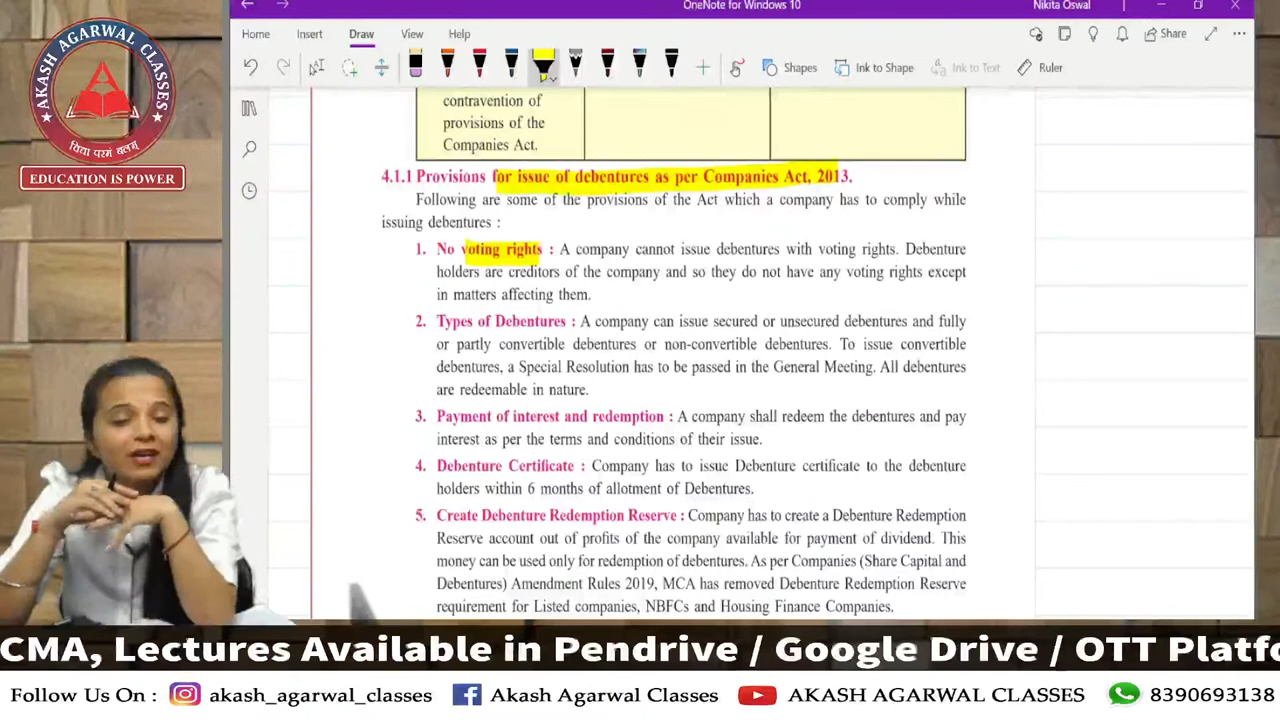 OneNote for Windows 10
Nikita Oswal
Home
Insert
Draw
View
Help
Share
Shapes
Ink to Shape
Ink to Text
Ruler
AKASH AGARWAL CLASSES
विद्या परमं बलम्
EDUCATION IS POWER
contravention of
provisions of the
Companies Act.
4.1.1 Provisions for issue of debentures as per Companies Act, 2013.
Following are some of the provisions of the Act which a company has to comply while
issuing debentures :
1. No voting rights : A company cannot issue debentures with voting rights. Debenture
holders are creditors of the company and so they do not have any voting rights except
in matters affecting them.
2. Types of Debentures : A company can issue secured or unsecured debentures and fully
or partly convertible debentures or non-convertible debentures. To issue convertible
debentures, a Special Resolution has to be passed in the General Meeting. All debentures
are redeemable in nature.
3. Payment of interest and redemption : A company shall redeem the debentures and pay
interest as per the terms and conditions of their issue.
4. Debenture Certificate : Company has to issue Debenture certificate to the debenture
holders within 6 months of allotment of Debentures.
5. Create Debenture Redemption Reserve : Company has to create a Debenture Redemption
Reserve account out of profits of the company available for payment of dividend. This
money can be used only for redemption of debentures. As per Companies (Share Capital and
Debentures) Amendment Rules 2019, MCA has removed Debenture Redemption Reserve
requirement for Listed companies, NBFCs and Housing Finance Companies.
CMA, Lectures Available in Pendrive / Google Drive / OTT Platfo
Follow Us On : akash_agarwal_classes Akash Agarwal Classes AKASH AGARWAL CLASSES 8390693138